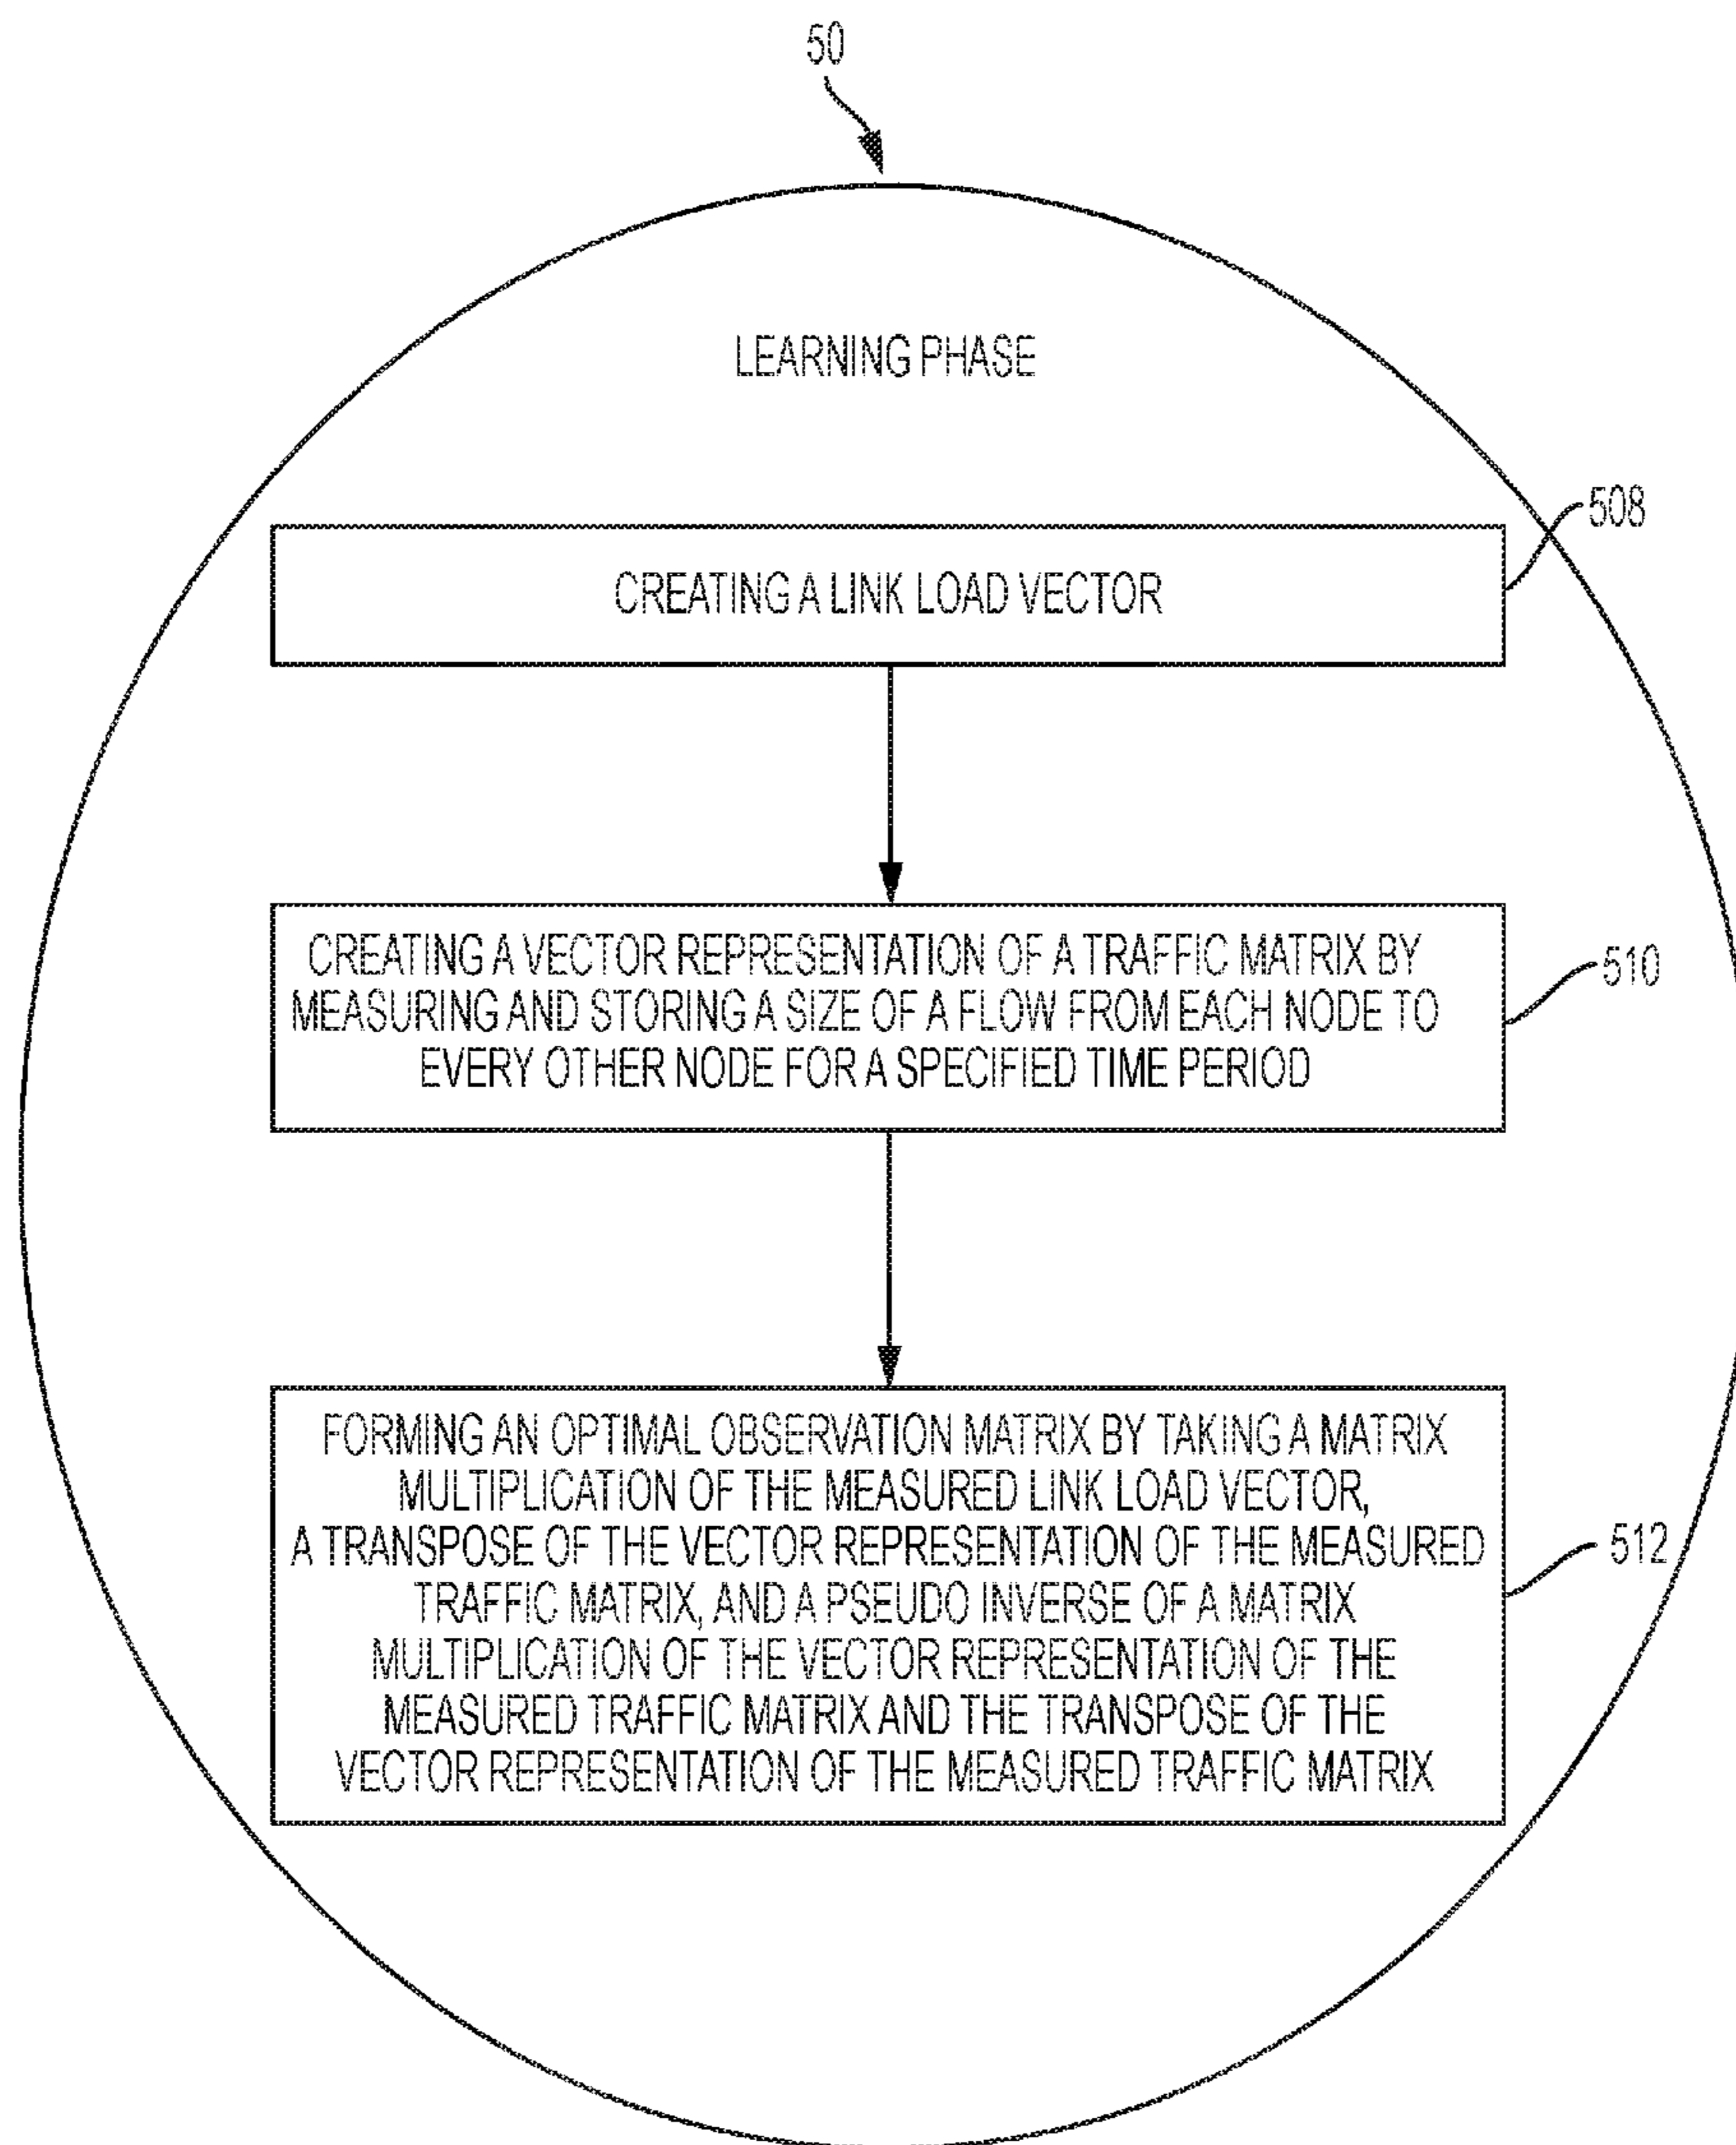 50
LEARNING PHASE
508
CREATING A LINK LOAD VECTOR
CREATING A VECTOR REPRESENTATION OF A TRAFFIC MATRIX BY
MEASURING AND STORING A SIZE OF A FLOW FROM EACH NODE TO
EVERY OTHER NODE FOR A SPECIFIED TIME PERIOD
510
FORMING AN OPTIMAL OBSERVATION MATRIX BY TAKING A MATRIX
MULTIPLICATION OF THE MEASURED LINK LOAD VECTOR,
A TRANSPOSE OF THE VECTOR REPRESENTATION OF THE MEASURED
TRAFFIC MATRIX, AND A PSEUDO INVERSE OF A MATRIX
MULTIPLICATION OF THE VECTOR REPRESENTATION OF THE
MEASURED TRAFFIC MATRIX AND THE TRANSPOSE OF THE
VECTOR REPRESENTATION OF THE MEASURED TRAFFIC MATRIX
512